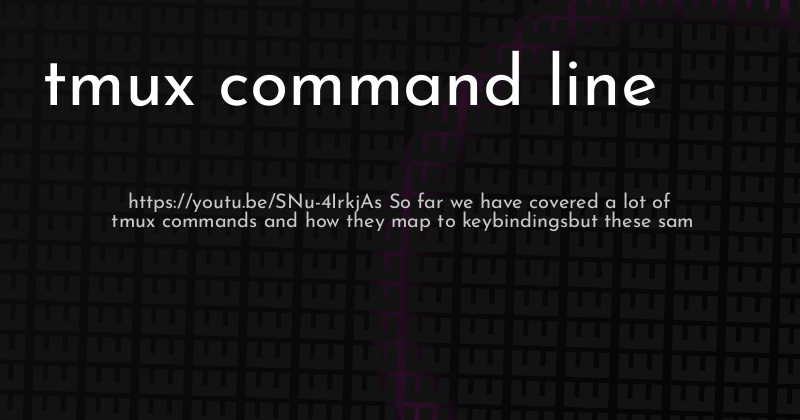 tmux command line
https://youtu.be/SNu-4IrkjAs So far we have covered a lot of
tmux commands and how they map to keybindingsbut these sam